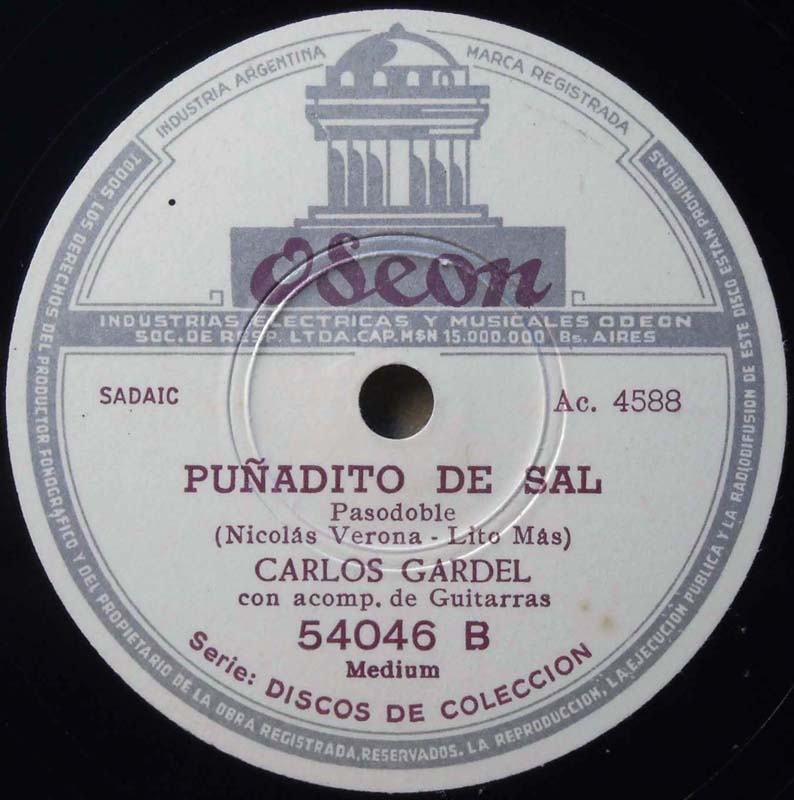 INDUSTRIA ARGENTINA
MARCA REGISTRADA
Odeon
INDUSTRIAS ELECTRICAS Y MUSICALES ODEON
SOC. DE RESP. LTDA. CAP. M$N 15.000.000 Bs. AIRES
SADAIC
Ac. 4588
PUÑADITO DE SAL
Pasodoble
(Nicolás Verona - Lito Más)
CARLOS GARDEL
con acomp. de Guitarras
54046 B
Medium
Serie: DISCOS DE COLECCION
TODOS LOS DERECHOS DEL PRODUCTOR FONOGRAFICO Y DEL PROPIETARIO DE LA OBRA REGISTRADA, RESERVADOS. LA REPRODUCCION, LA EJECUCION PUBLICA Y LA RADIODIFUSION DE ESTE DISCO ESTAN PROHIBIDAS